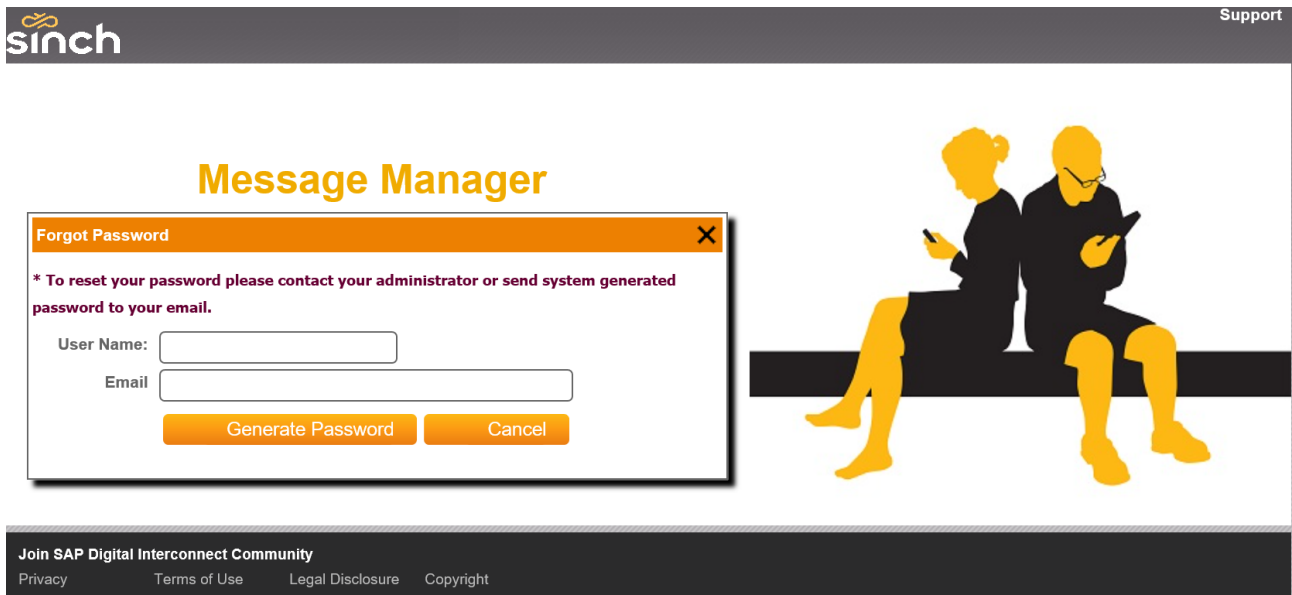 sinch
Support
Message Manager
Forgot Password
* To reset your password please contact your administrator or send system generated
password to your email.
User Name:
Email
Generate Password Cancel
Join SAP Digital Interconnect Community
Privacy Terms of Use Legal Disclosure Copyright